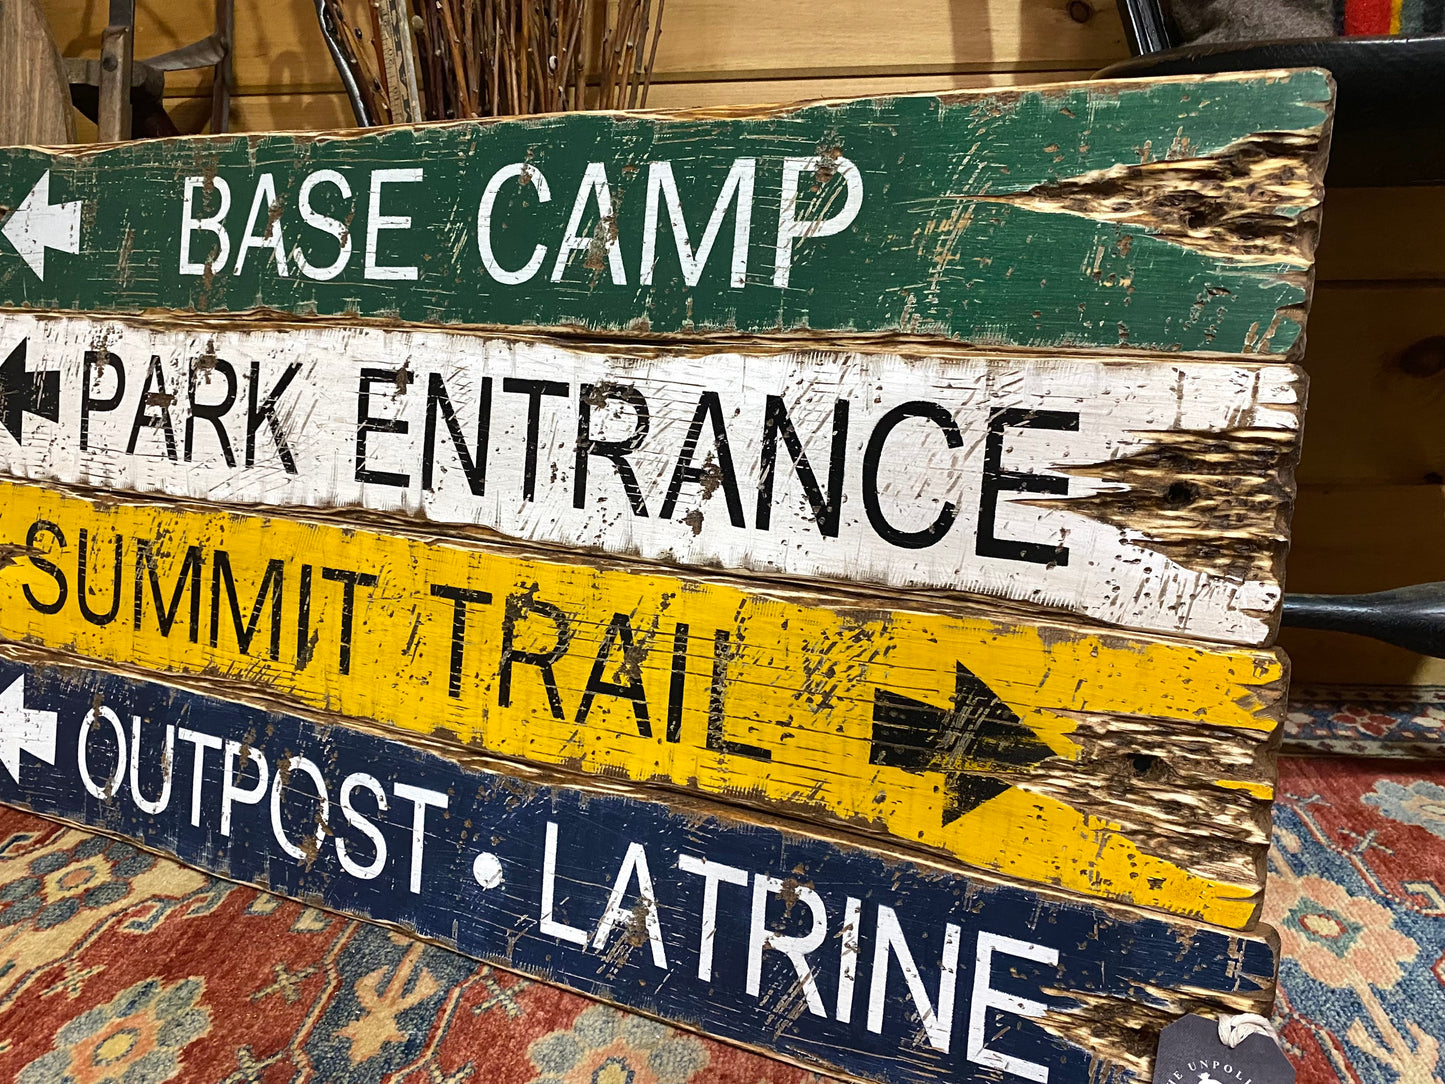 BASE CAMP
PARK ENTRANCE
SUMMIT TRAIL
OUTPOST • LATRINE